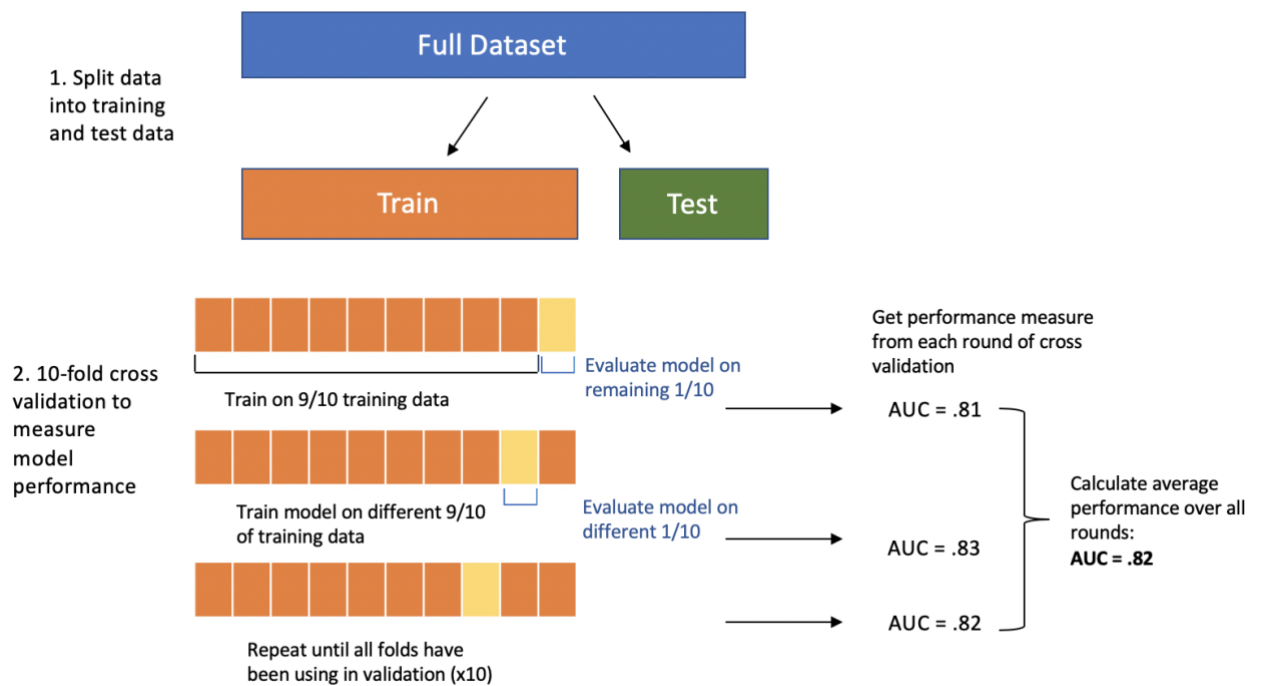 Full Dataset
1. Split data
into training
and test data
Train
Test
2. 10-fold cross
validation to
measure
model
performance
Train on 9/10 training data
Evaluate model on
remaining 1/10
Get performance measure
from each round of cross
validation
AUC = .81
Train model on different 9/10
of training data
Evaluate model on
different 1/10
AUC = .83
Repeat until all folds have
been using in validation (x10)
AUC = .82
Calculate average
performance over all
rounds:
AUC = .82